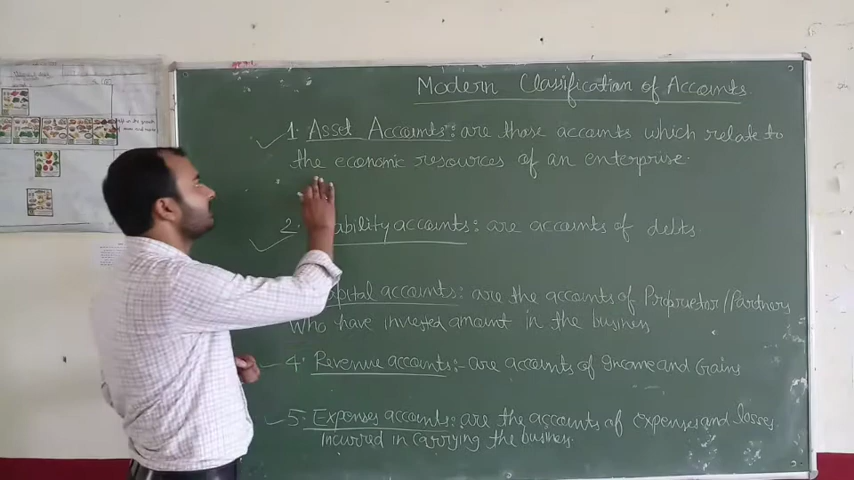 Modern Classification of Accounts
1. Asset Accounts:- are those accounts which relate to
the economic resources of an enterprise.
2. ability accounts: are accounts of debts
apital accounts: are the accounts of Proprietor/Partners
Who have invested amount in the business
4. Revenue accounts:- are accounts of Income and Gains
5. Expenses accounts: are the accounts of expenses and losses
incurred in carrying the business.